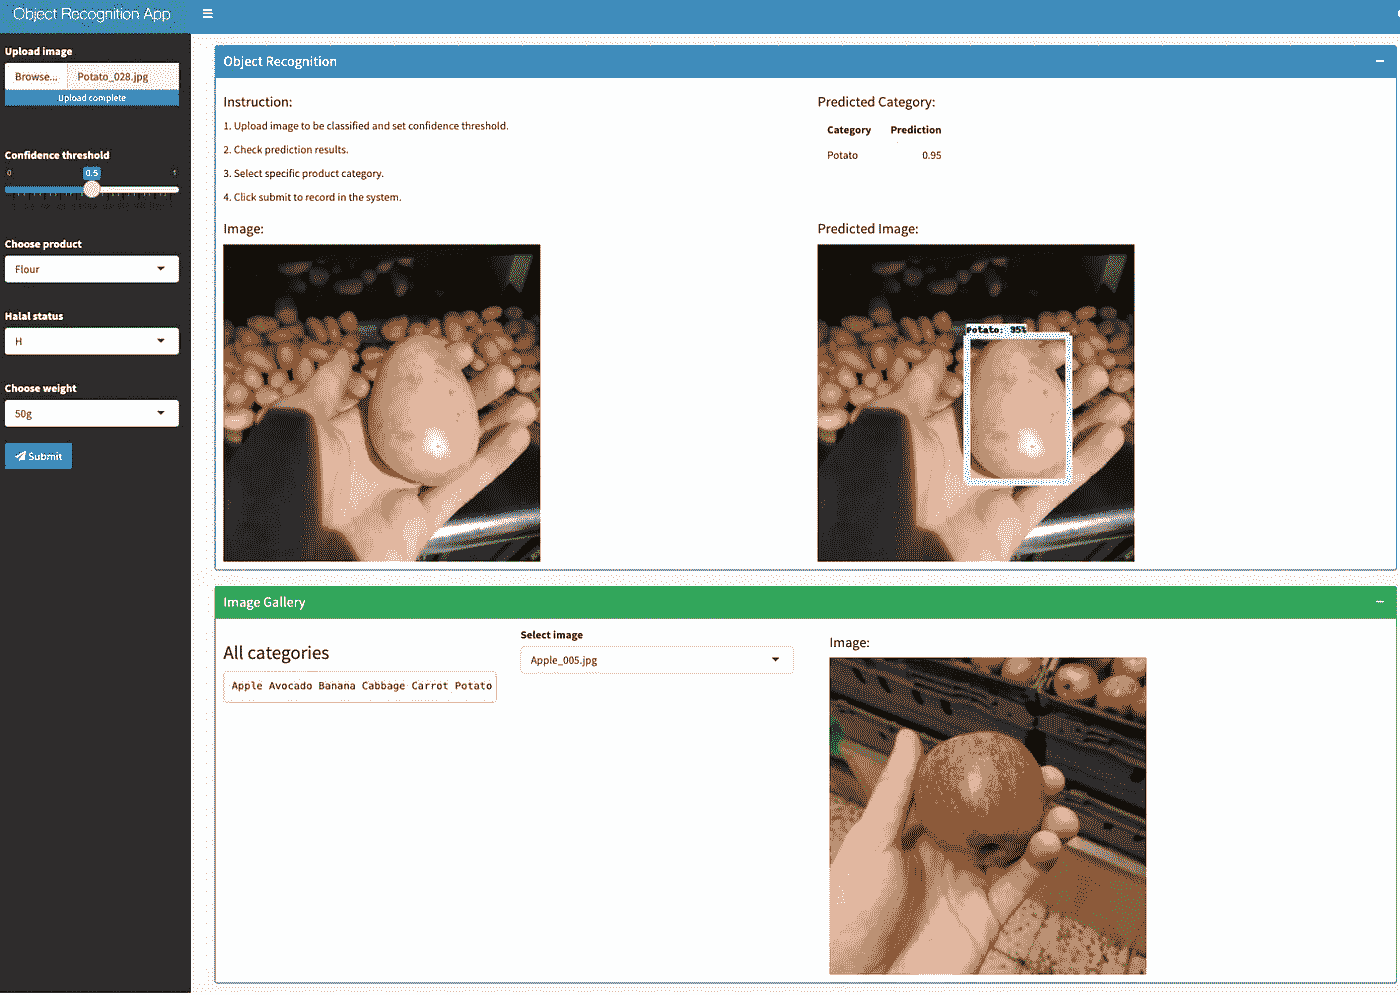 Object Recognition App
Upload image
Browse... Potato_028.jpg
Upload complete
Confidence threshold
0 0.5 1
Choose product
Flour
Halal status
H
Choose weight
50g
Submit
Object Recognition
Instruction:
1. Upload image to be classified and set confidence threshold.
2. Check prediction results.
3. Select specific product category.
4. Click submit to record in the system.
Image:
Predicted Category:
Category Prediction
Potato 0.95
Predicted Image:
Potato: 95%
Image Gallery
All categories
Apple Avocado Banana Cabbage Carrot Potato
Select image
Apple_005.jpg
Image: